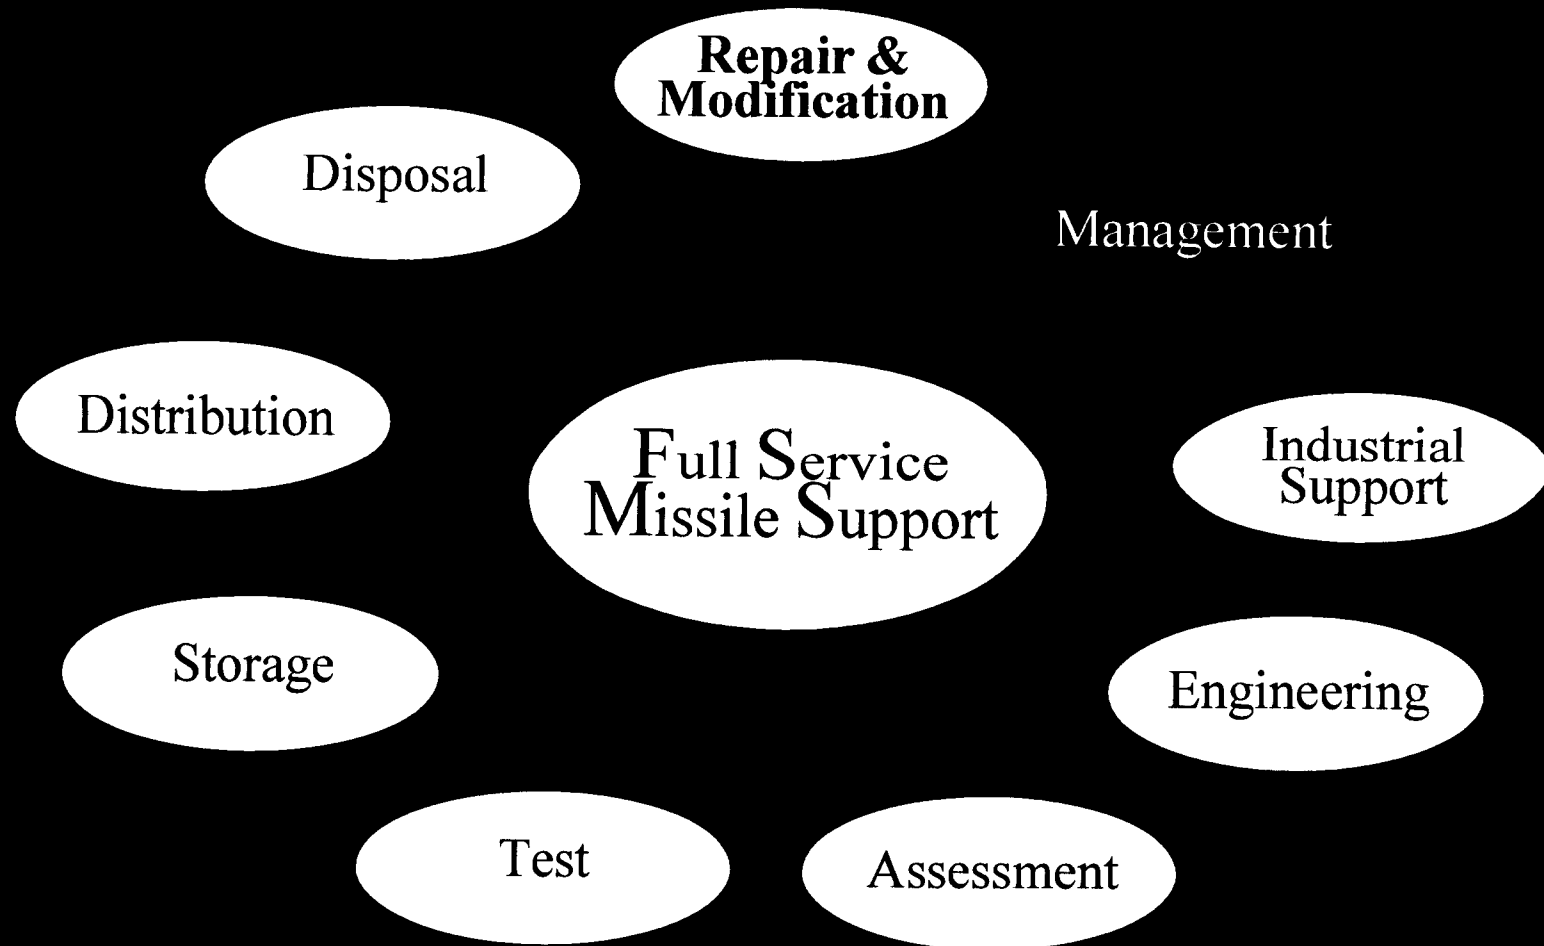 Repair &
Modification
Disposal
Management
Distribution
Full Service
Missile Support
Industrial
Support
Storage
Engineering
Test
Assessment